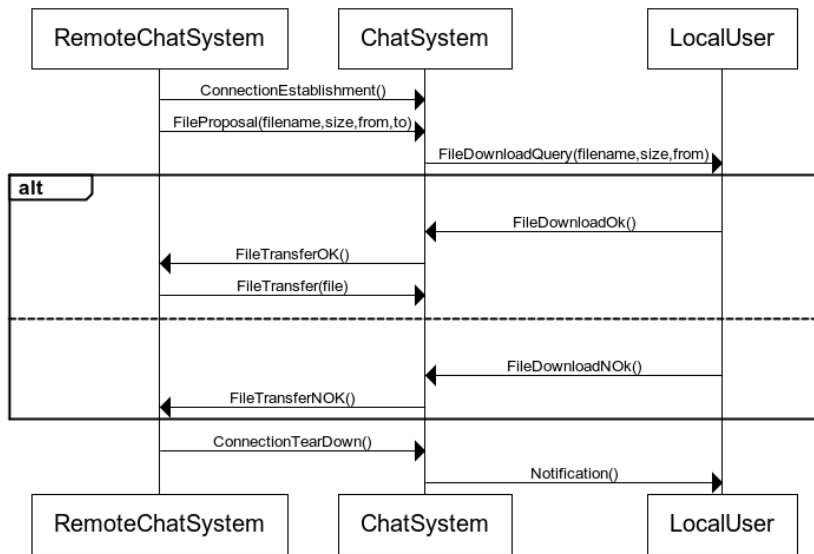 RemoteChatSystem ChatSystem LocalUser
ConnectionEstablishment()
FileProposal(filename,size,from,to)
FileDownloadQuery(filename,size,from)
alt
FileDownloadOk()
FileTransferOK()
FileTransfer(file)
FileDownloadNOk()
FileTransferNOK()
ConnectionTearDown()
Notification()
RemoteChatSystem ChatSystem LocalUser